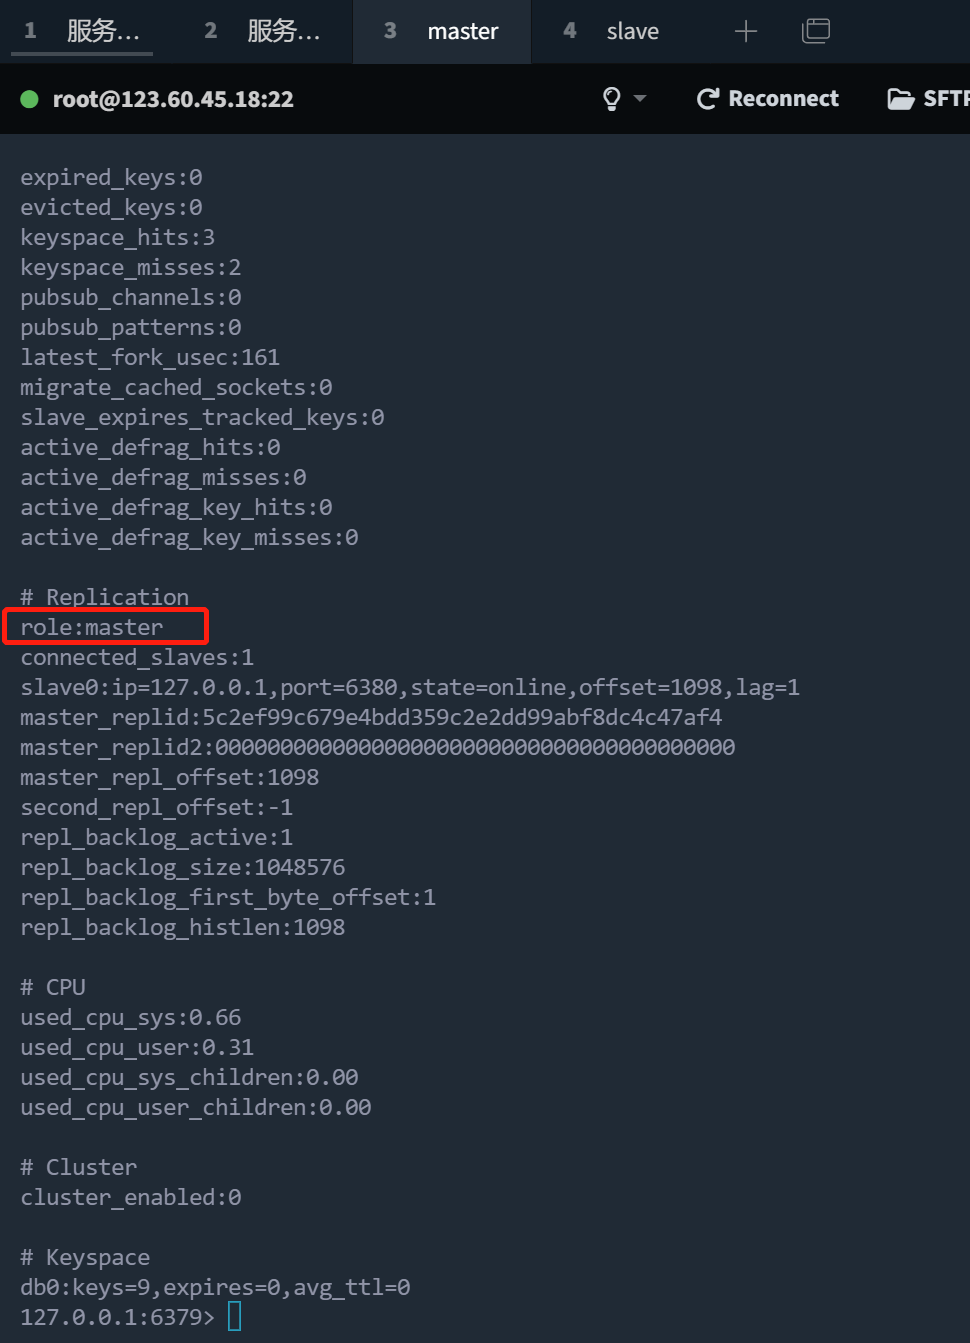 1 服务... 2 服务... 3 master 4 slave
root@123.60.45.18:22 Reconnect SFTP
expired_keys:0
evicted_keys:0
keyspace_hits:3
keyspace_misses:2
pubsub_channels:0
pubsub_patterns:0
latest_fork_usec:161
migrate_cached_sockets:0
slave_expires_tracked_keys:0
active_defrag_hits:0
active_defrag_misses:0
active_defrag_key_hits:0
active_defrag_key_misses:0
# Replication
role:master
connected_slaves:1
slave0:ip=127.0.0.1,port=6380,state=online,offset=1098,lag=1
master_replid:5c2ef99c679e4bdd359c2e2dd99abf8dc4c47af4
master_replid2:0000000000000000000000000000000000000000
master_repl_offset:1098
second_repl_offset:-1
repl_backlog_active:1
repl_backlog_size:1048576
repl_backlog_first_byte_offset:1
repl_backlog_histlen:1098
# CPU
used_cpu_sys:0.66
used_cpu_user:0.31
used_cpu_sys_children:0.00
used_cpu_user_children:0.00
# Cluster
cluster_enabled:0
# Keyspace
db0:keys=9,expires=0,avg_ttl=0
127.0.0.1:6379>